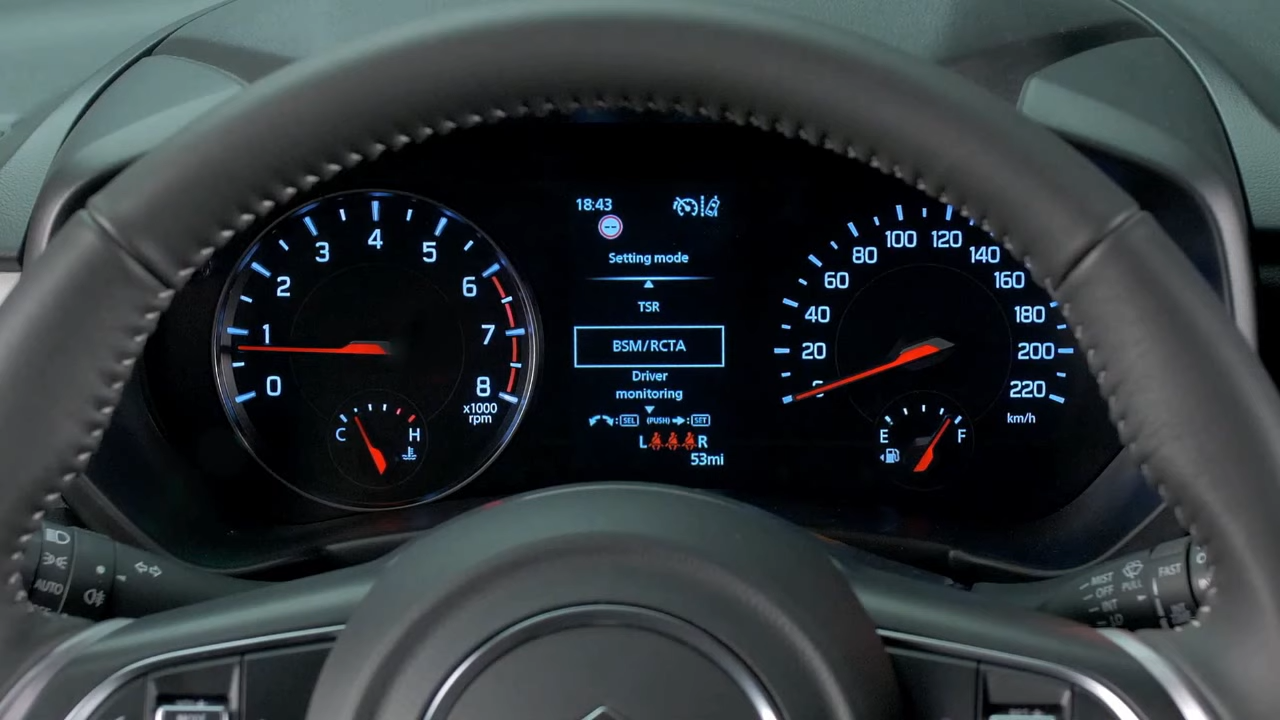 18:43
--
Setting mode
TSR
BSM/RCTA
Driver
monitoring
:SEL (PUSH) :SET
L R
53mi
0
1
2
3
4
5
6
7
8
x1000
rpm
C H
20
40
60
80
100
120
140
160
180
200
220
km/h
E F
AUTO
MIST
OFF
INT
LO
PULL
FAST